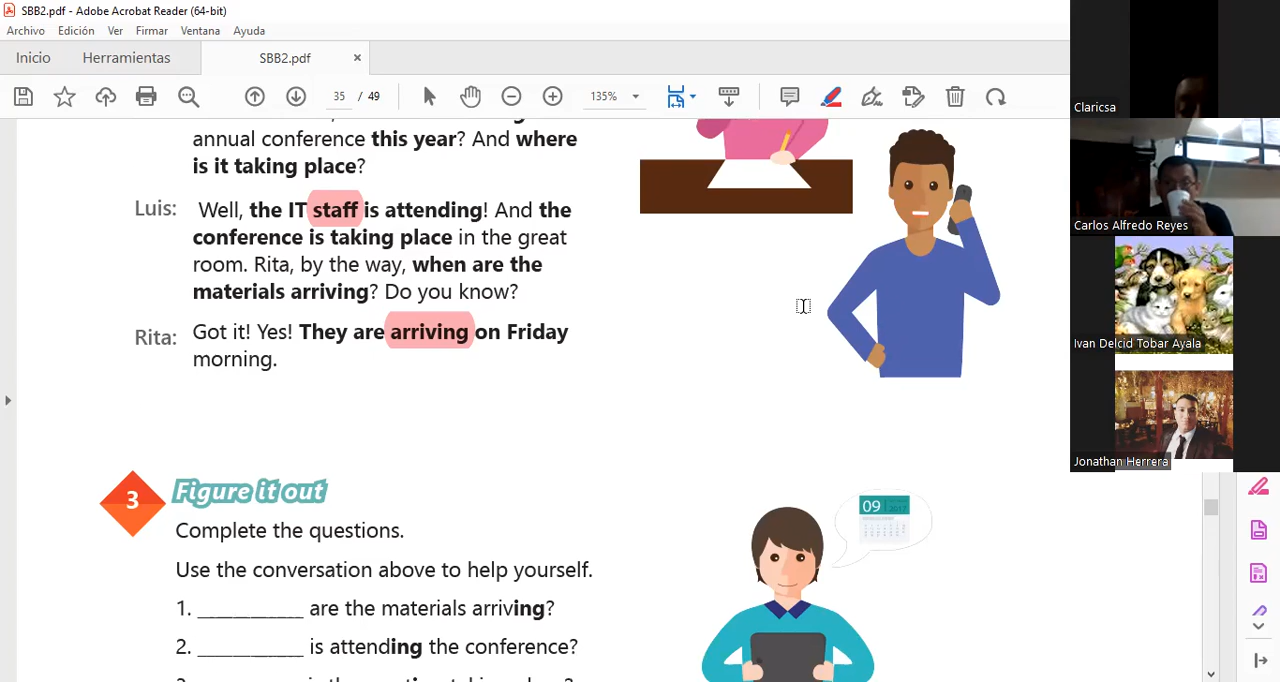 SBB2.pdf - Adobe Acrobat Reader (64-bit)
Archivo Edición Ver Firmar Ventana Ayuda
Inicio Herramientas SBB2.pdf ×
35 / 49 135%
annual conference this year? And where
is it taking place?
Luis: Well, the IT staff is attending! And the
conference is taking place in the great
room. Rita, by the way, when are the
materials arriving? Do you know?
Rita: Got it! Yes! They are arriving on Friday
morning.
3 Figure it out
09 2017
Complete the questions.
Use the conversation above to help yourself.
1. ___________ are the materials arriving?
2. ___________ is attending the conference?
Claricsa
Carlos Alfredo Reyes
Ivan Delcid Tobar Ayala
Jonathan Herrera